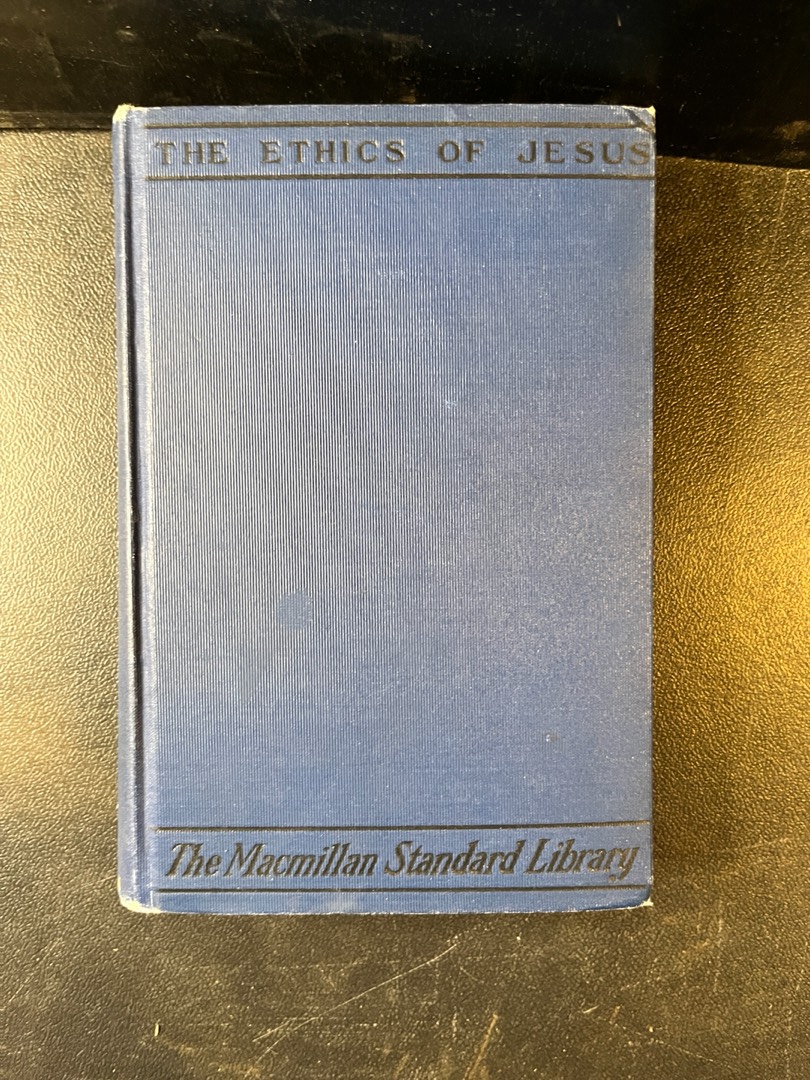 THE ETHICS OF JESUS
The Macmillan Standard Library